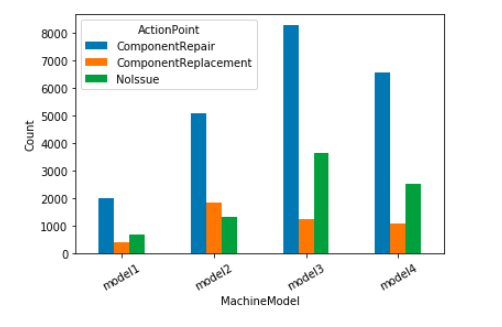 ActionPoint
ComponentRepair
ComponentReplacement
NoIssue
Count
8000
7000
6000
5000
4000
3000
2000
1000
0
model1 model2 model3 model4
MachineModel